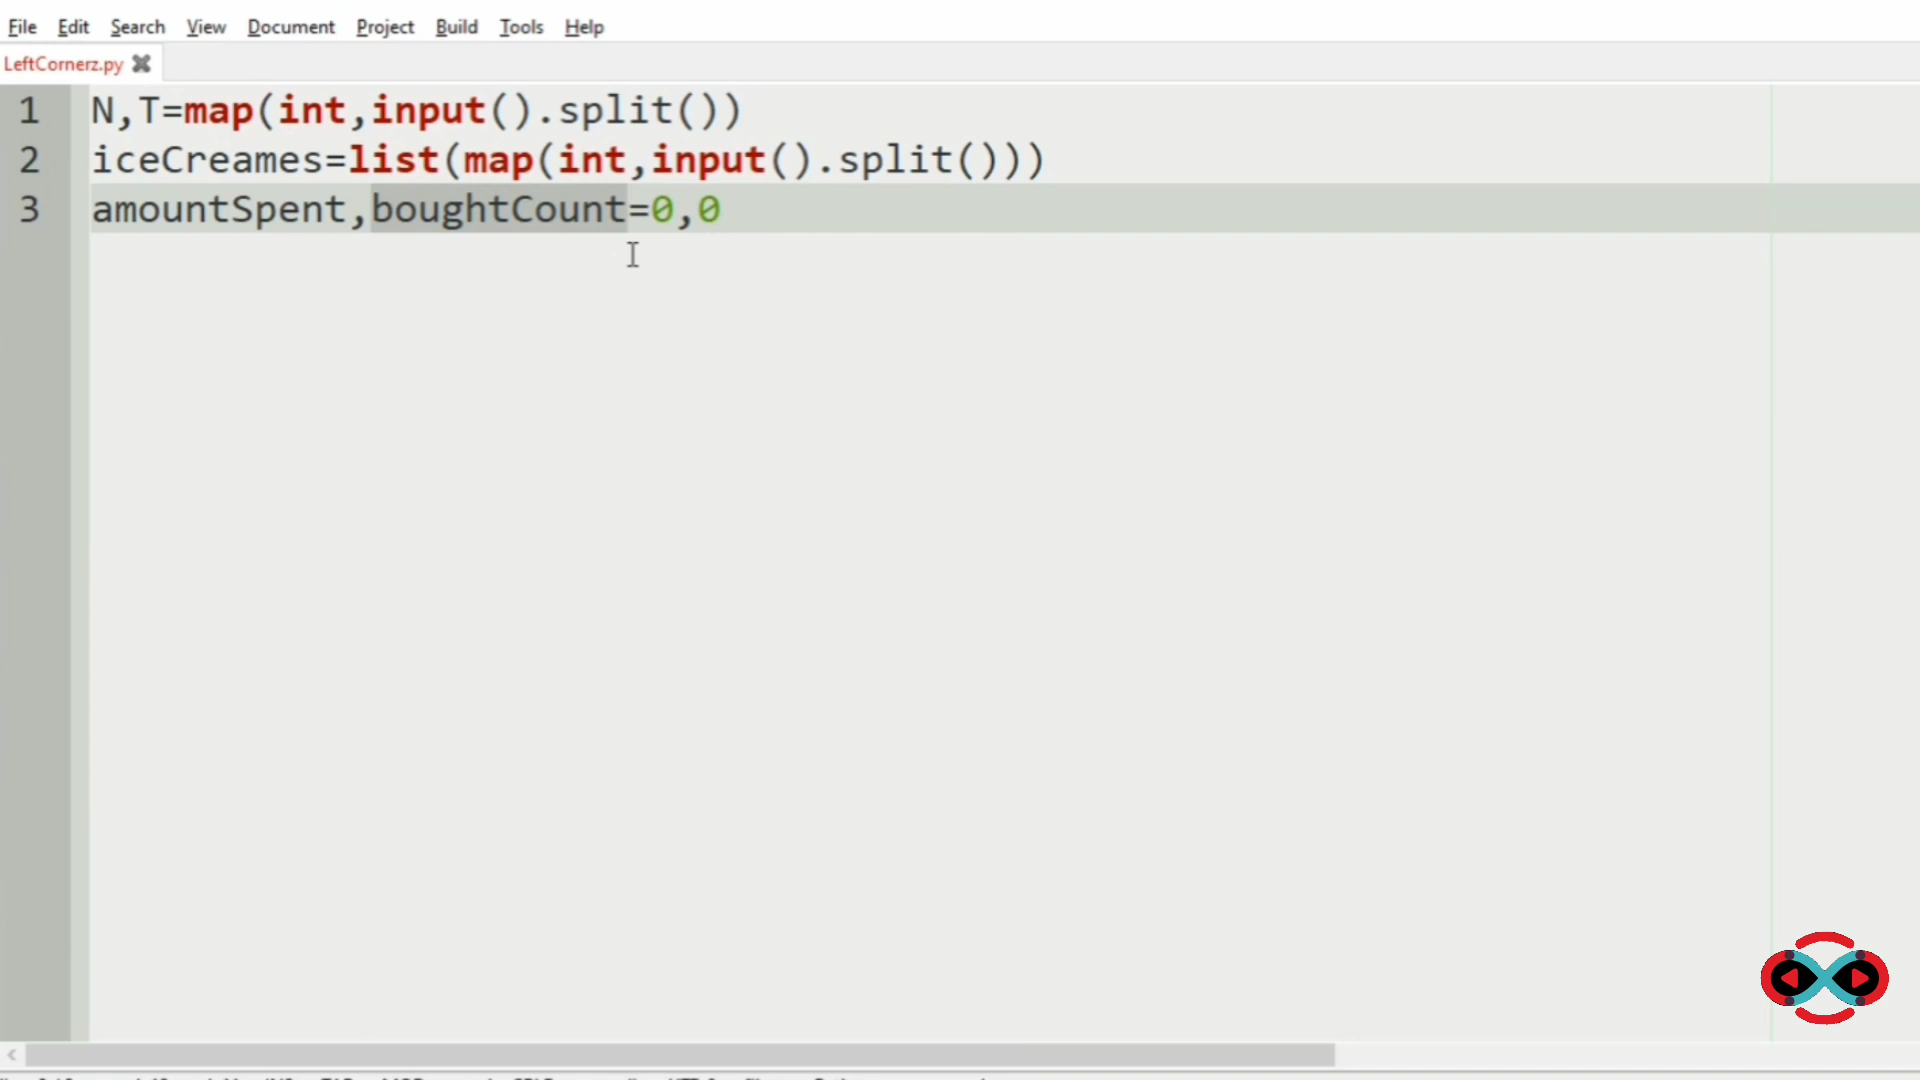 File Edit Search View Document Project Build Tools Help
LeftCornerz.py
1 N,T=map(int,input().split())
2 iceCreames=list(map(int,input().split()))
3 amountSpent,boughtCount=0,0